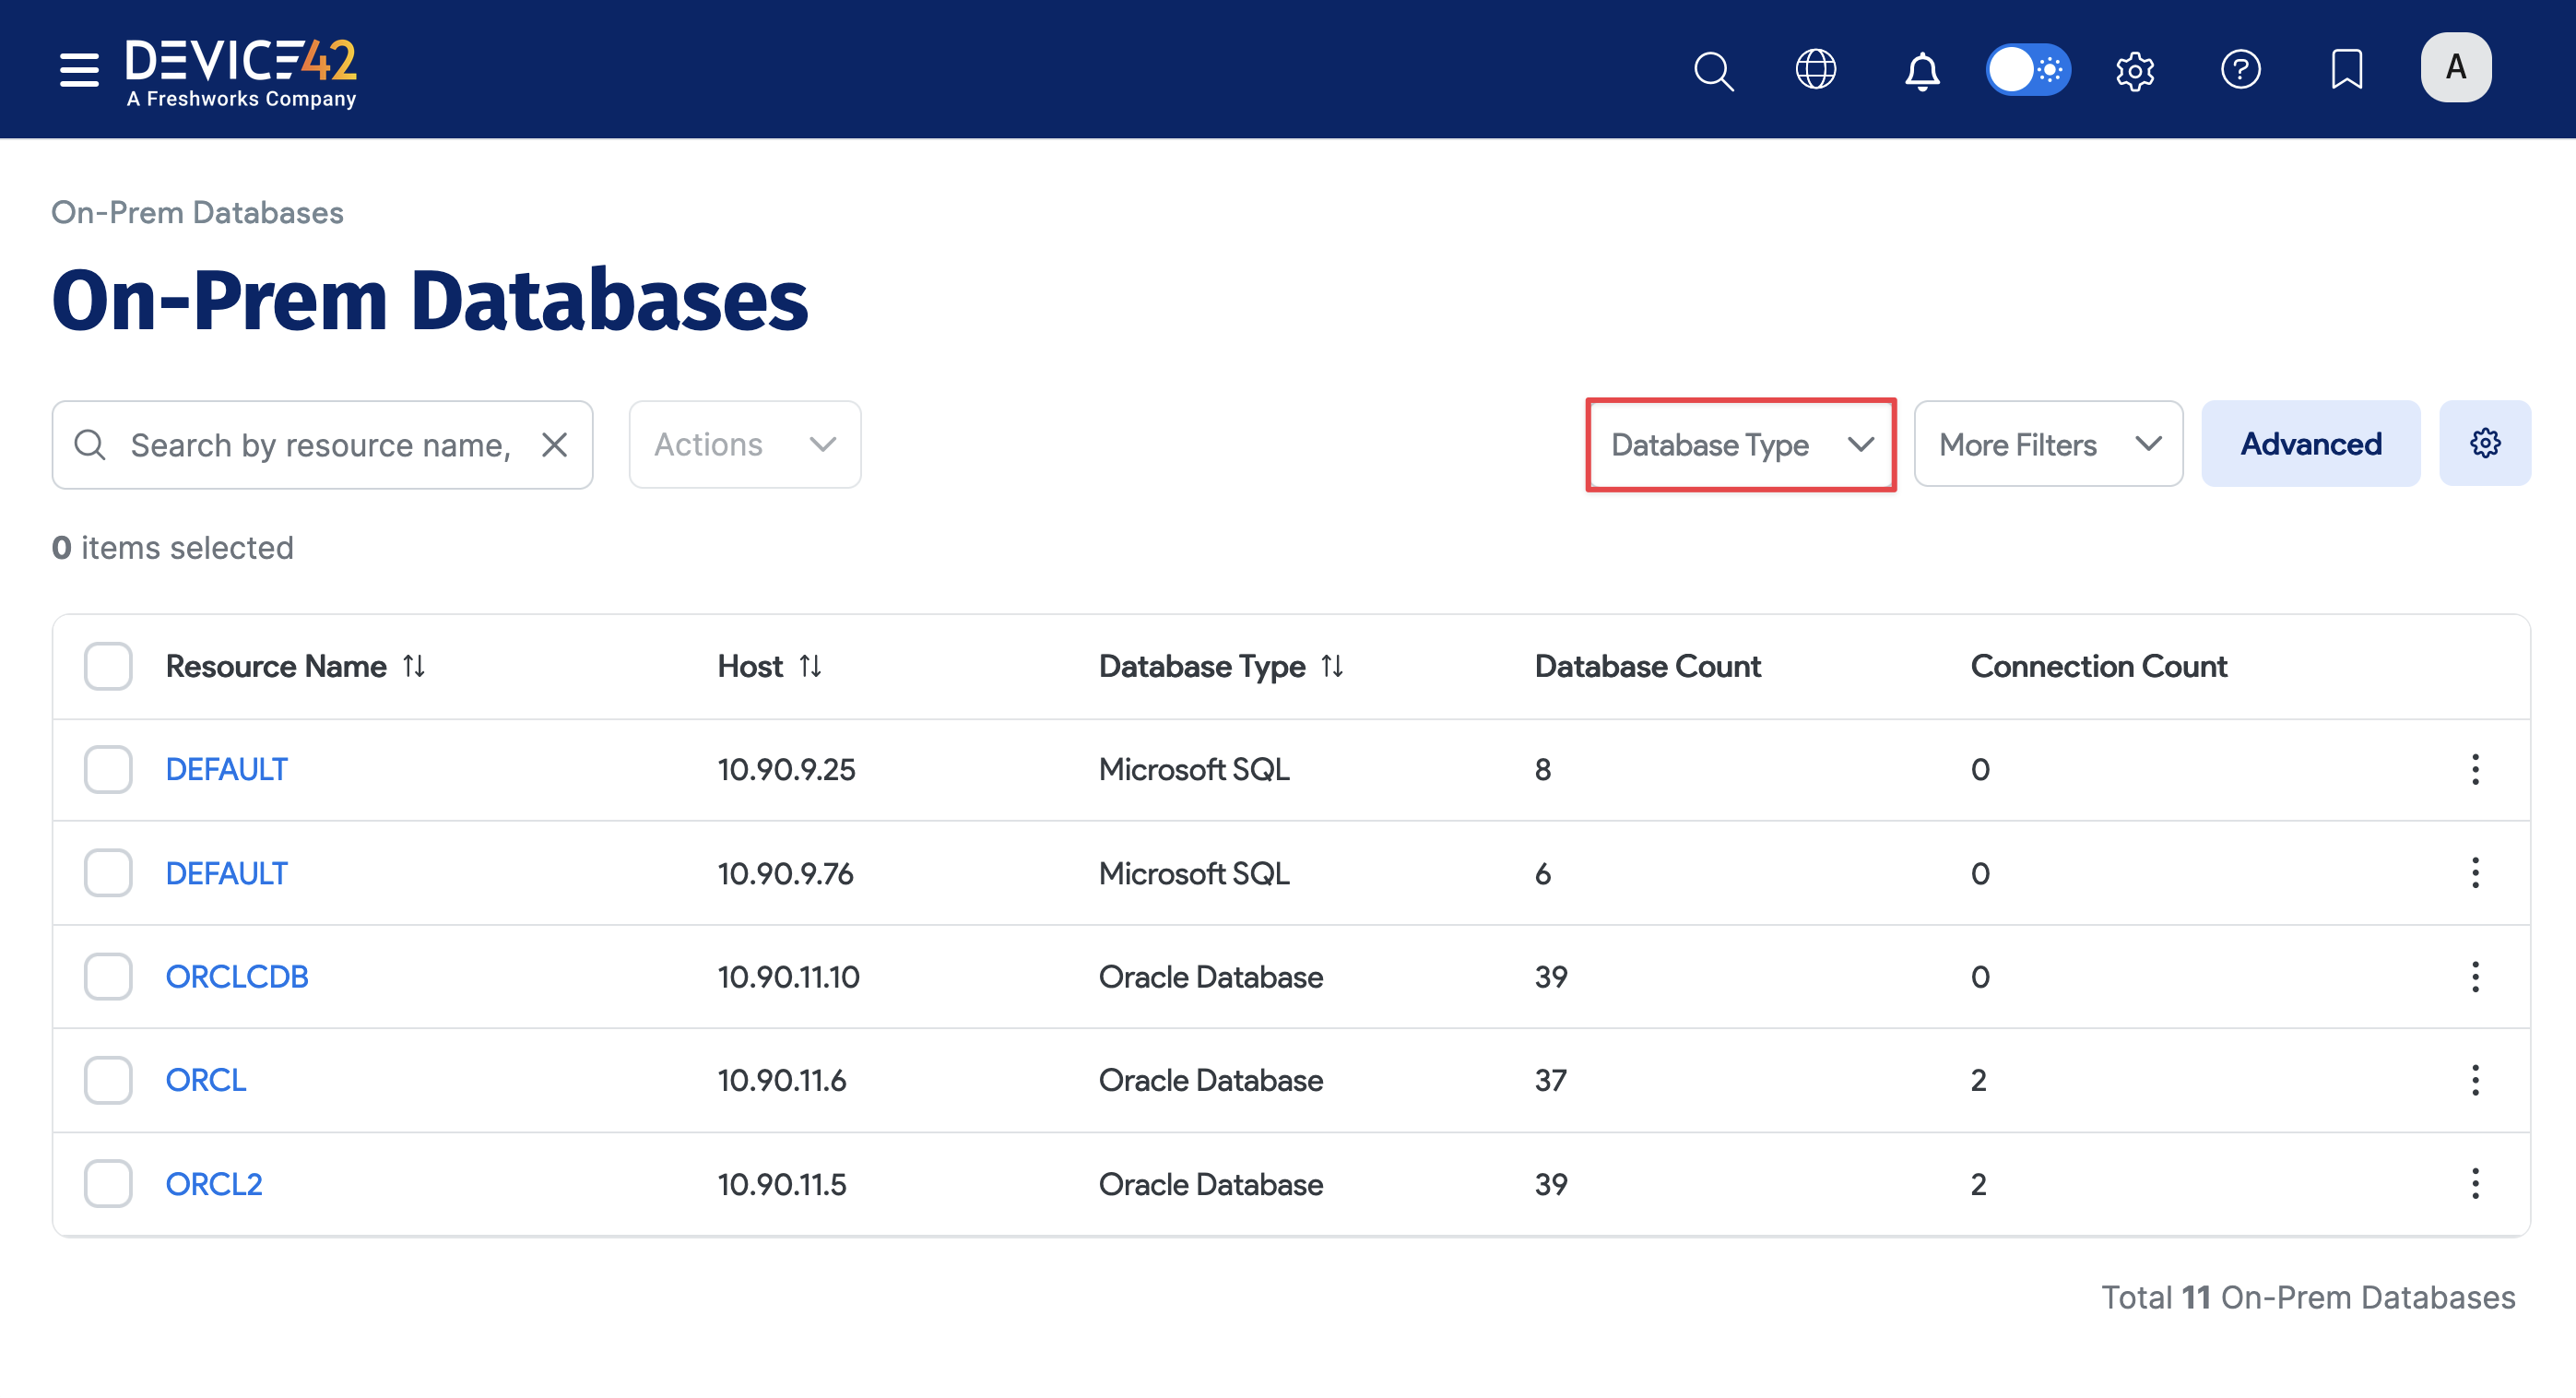 DEVICE42
A Freshworks Company
A
On-Prem Databases
On-Prem Databases
Search by resource name,
Actions
Database Type
More Filters
Advanced
0 items selected
Resource Name Host Database Type Database Count Connection Count
DEFAULT 10.90.9.25 Microsoft SQL 8 0
DEFAULT 10.90.9.76 Microsoft SQL 6 0
ORCLCDB 10.90.11.10 Oracle Database 39 0
ORCL 10.90.11.6 Oracle Database 37 2
ORCL2 10.90.11.5 Oracle Database 39 2
Total 11 On-Prem Databases